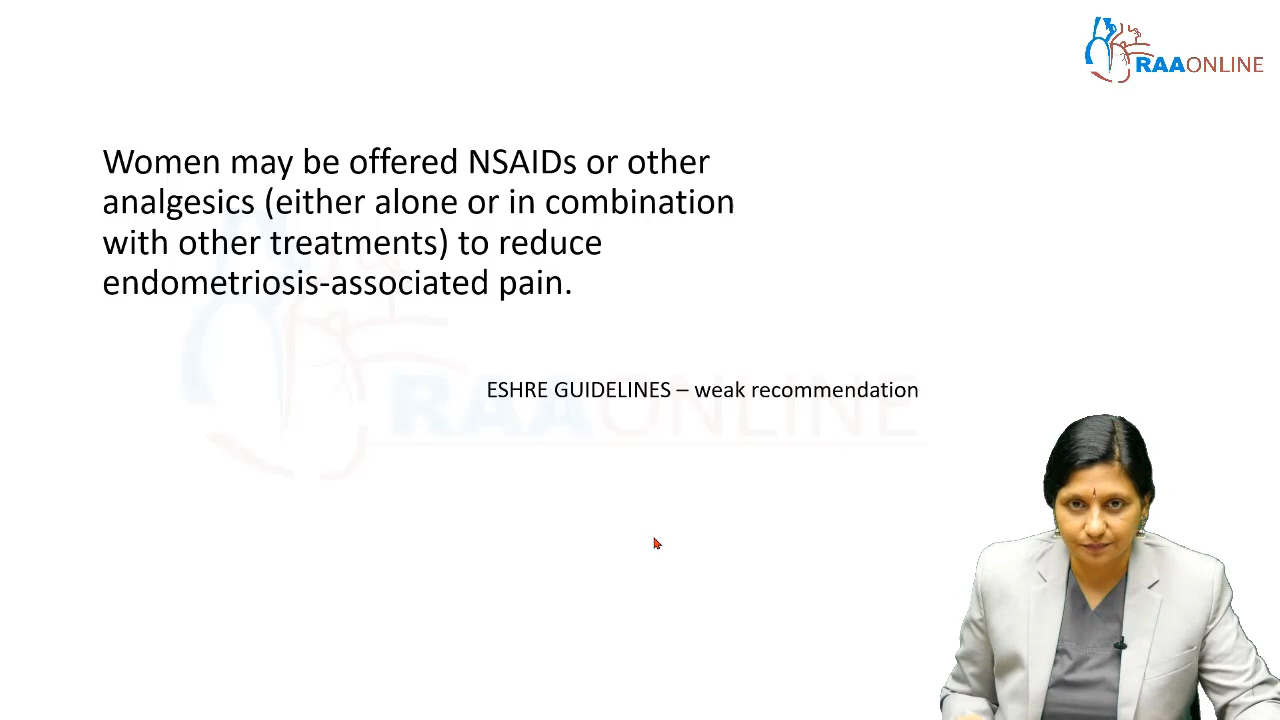 RAAONLINE
Women may be offered NSAIDs or other
analgesics (either alone or in combination
with other treatments) to reduce
endometriosis-associated pain.
ESHRE GUIDELINES – weak recommendation
RAAONLINE